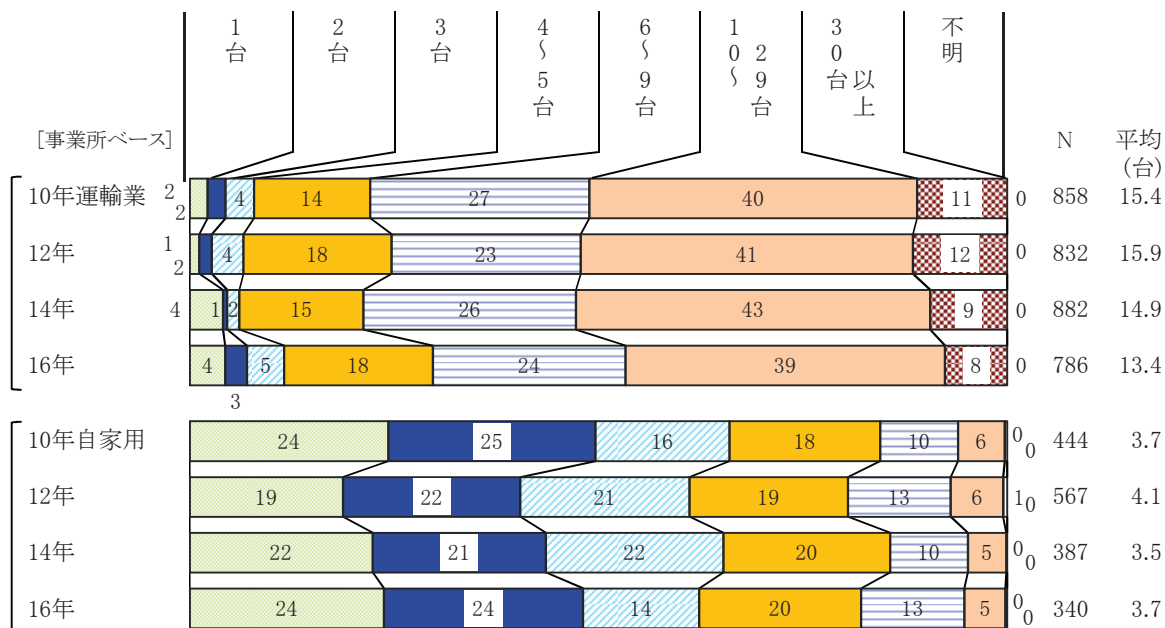 1台
2台
3台
4～5台
6～9台
10～29台
30台以上
不明
[事業所ベース]
N
平均
(台)
10年運輸業 2 2 4 14 27 40 11 0 858 15.4
12年 1 2 4 18 23 41 12 0 832 15.9
14年 4 1 2 15 26 43 9 0 882 14.9
16年 4 3 5 18 24 39 8 0 786 13.4
10年自家用 24 25 16 18 10 6 0 0 444 3.7
12年 19 22 21 19 13 6 1 0 567 4.1
14年 22 21 22 20 10 5 0 0 387 3.5
16年 24 24 14 20 13 5 0 0 340 3.7